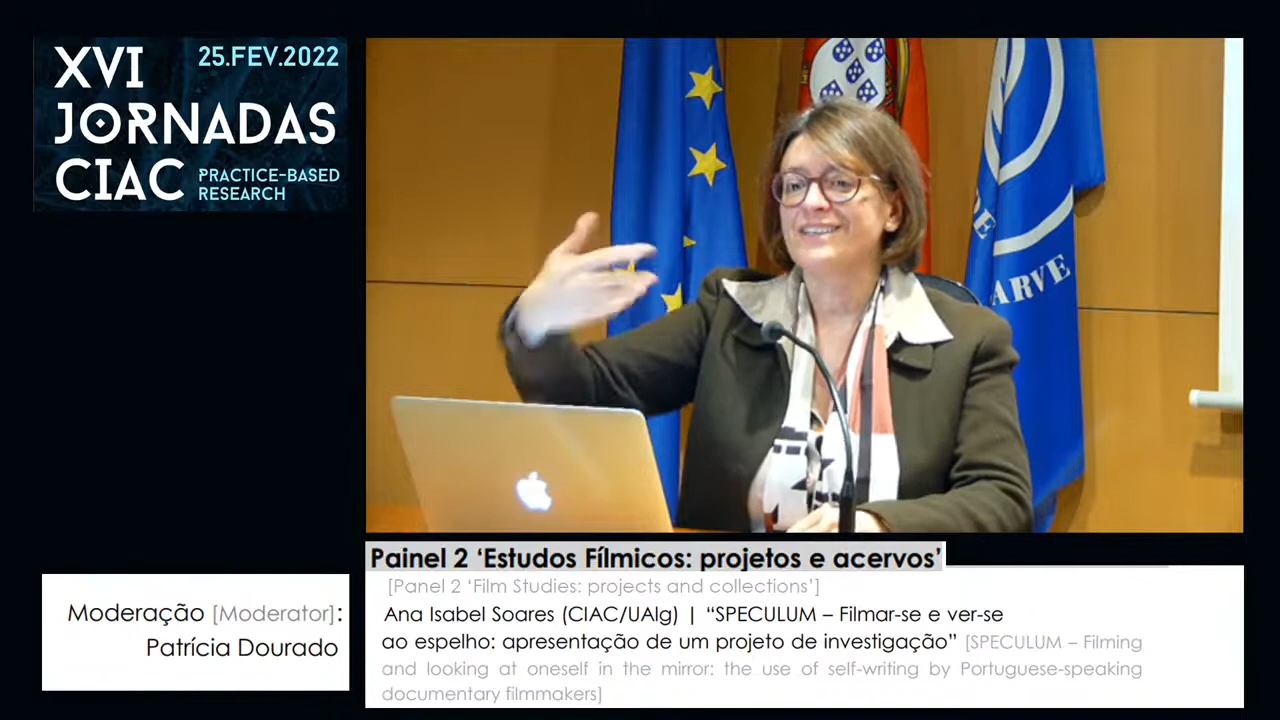 XVI
25.FEV.2022
JORNADAS
CIAC
PRACTICE-BASED
RESEARCH
DE
ARVE
Painel 2 ‘Estudos Fílmicos: projetos e acervos’
[Panel 2 ‘Film Studies: projects and collections’]
Ana Isabel Soares (CIAC/UAlg) | “SPECULUM – Filmar-se e ver-se
ao espelho: apresentação de um projeto de investigação” [SPECULUM – Filming
and looking at oneself in the mirror: the use of self-writing by Portuguese-speaking
documentary filmmakers]
Moderação [Moderator]:
Patrícia Dourado